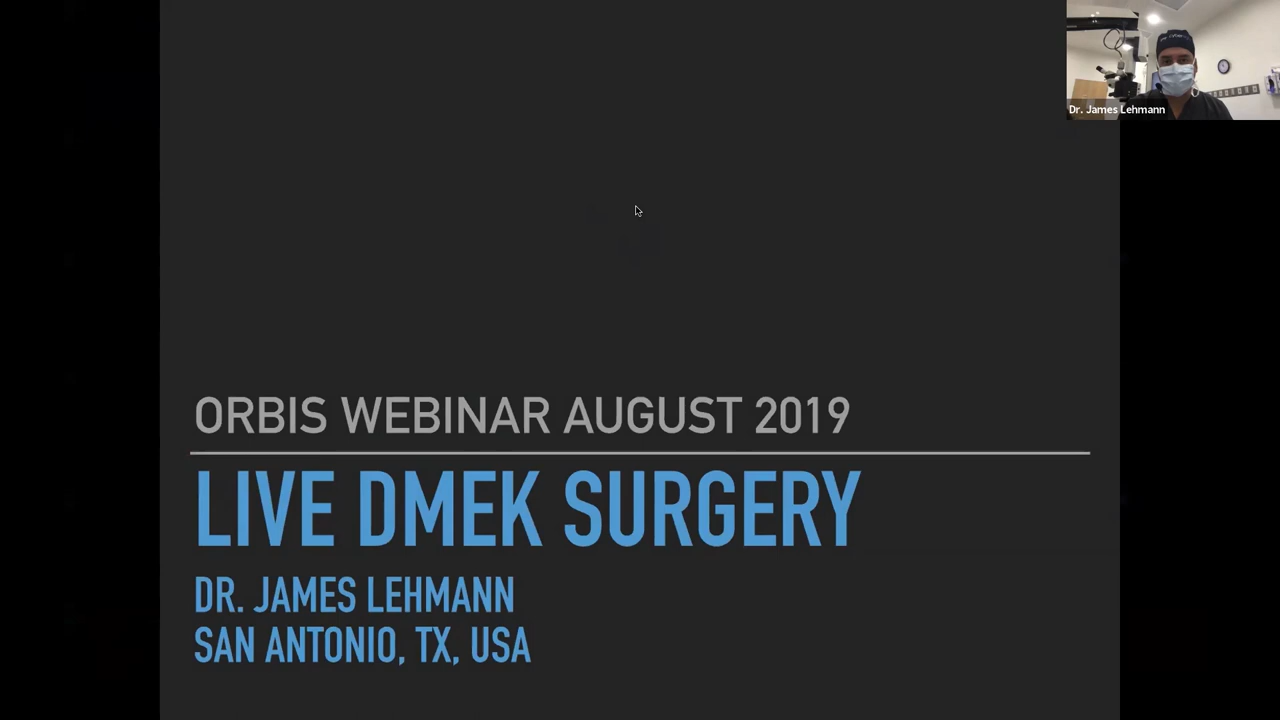 Dr. James Lehmann
ORBIS WEBINAR AUGUST 2019
LIVE DMEK SURGERY
DR. JAMES LEHMANN
SAN ANTONIO, TX, USA